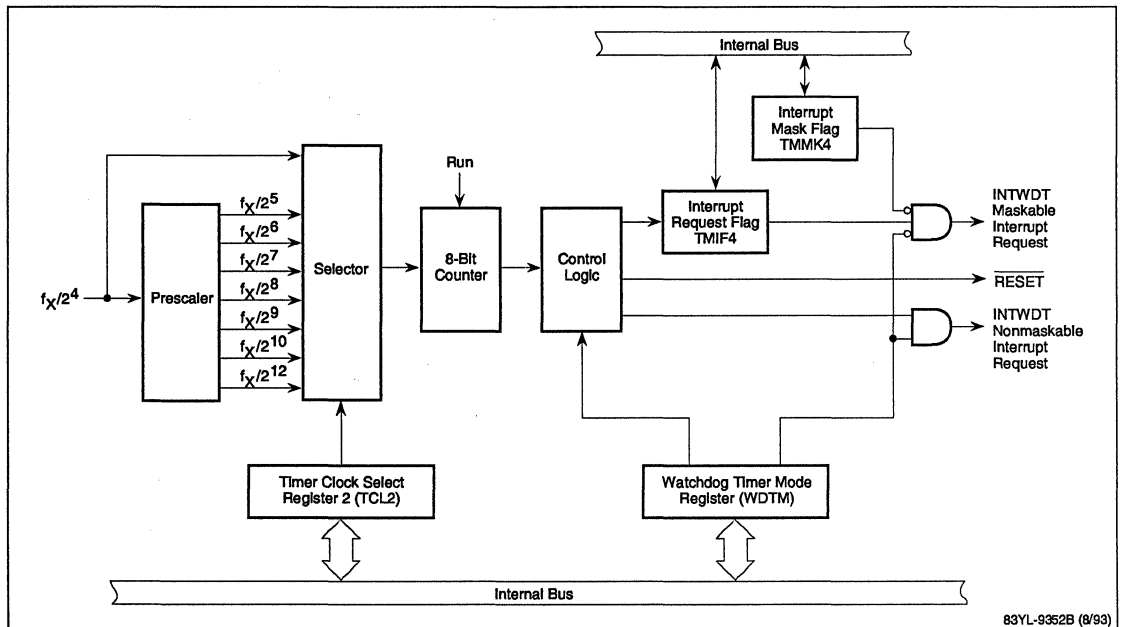 Internal Bus
Interrupt
Mask Flag
TMMK4
Run
Interrupt
Request Flag
TMIF4
INTWDT
Maskable
Interrupt
Request
fX/2^5
fX/2^6
fX/2^7
fX/2^8
fX/2^9
fX/2^10
fX/2^12
fX/2^4
Prescaler
Selector
8-Bit
Counter
Control
Logic
RESET
INTWDT
Nonmaskable
Interrupt
Request
Timer Clock Select
Register 2 (TCL2)
Watchdog Timer Mode
Register (WDTM)
Internal Bus
83YL-9352B (8/93)